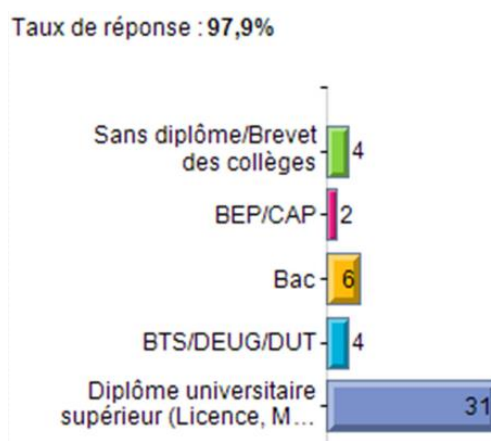 Taux de réponse : 97,9%
Sans diplôme/Brevet
des collèges 4
BEP/CAP 2
Bac 6
BTS/DEUG/DUT 4
Diplôme universitaire
supérieur (Licence, M... 31